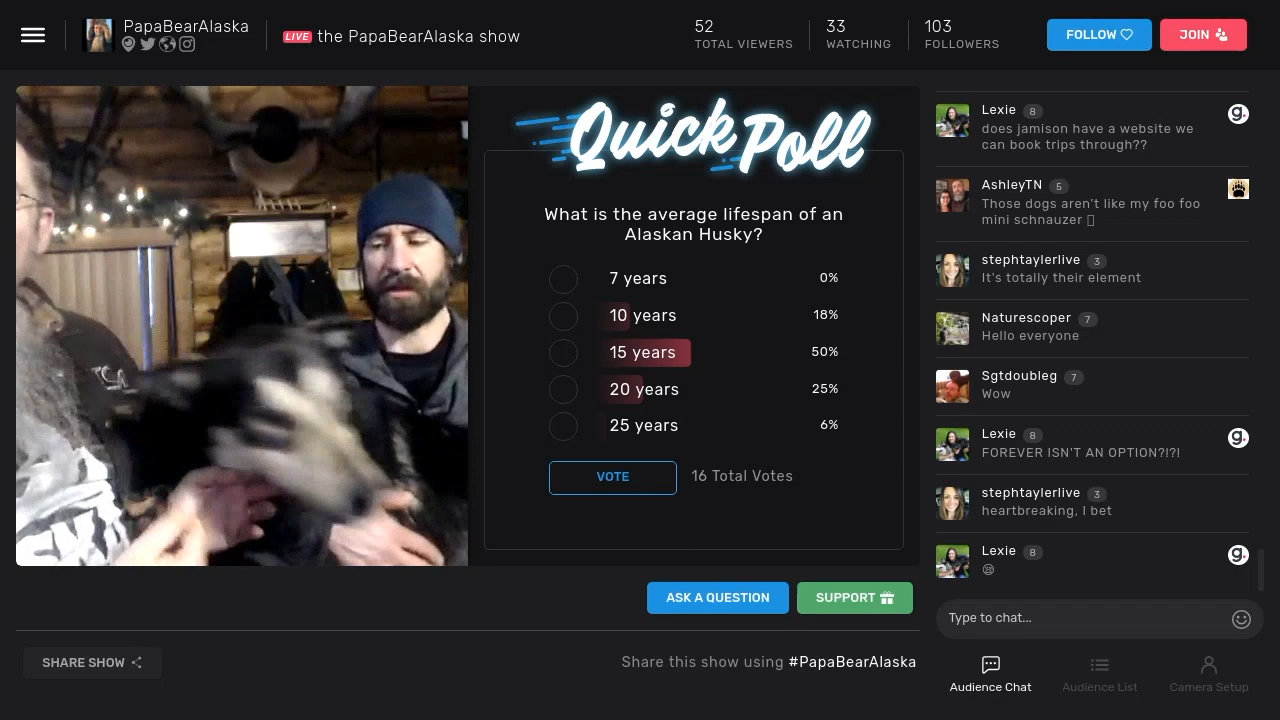 PapaBearAlaska
LIVE the PapaBearAlaska show
52
TOTAL VIEWERS
33
WATCHING
103
FOLLOWERS
FOLLOW
JOIN
Quick Poll
What is the average lifespan of an
Alaskan Husky?
7 years 0%
10 years 18%
15 years 50%
20 years 25%
25 years 6%
VOTE
16 Total Votes
ASK A QUESTION
SUPPORT
SHARE SHOW
Share this show using #PapaBearAlaska
Lexie 8
does jamison have a website we
can book trips through??
g.
AshleyTN 5
Those dogs aren't like my foo foo
mini schnauzer
stephtaylerlive 3
It's totally their element
Naturescoper 7
Hello everyone
Sgtdoubleg 7
Wow
Lexie 8
FOREVER ISN'T AN OPTION?!?!
g.
stephtaylerlive 3
heartbreaking, I bet
Lexie 8
g.
Type to chat...
Audience Chat
Audience List
Camera Setup